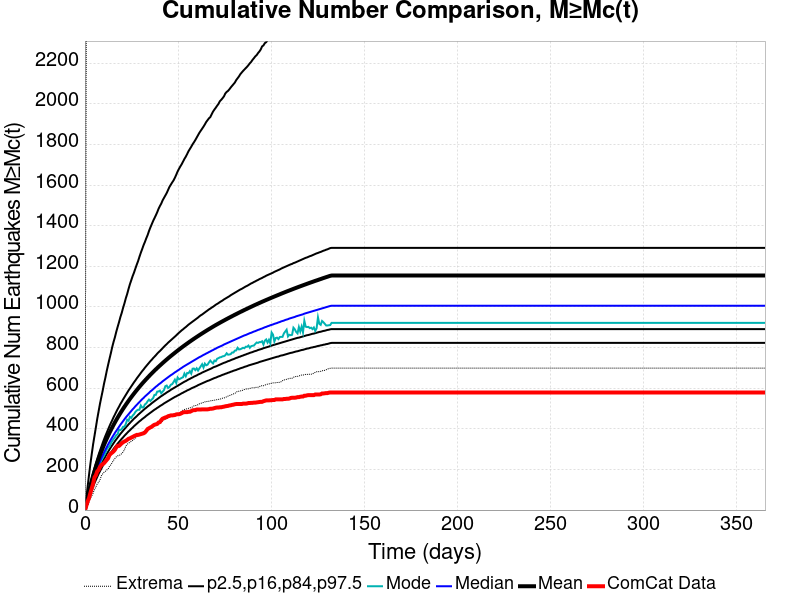 Cumulative Number Comparison, M≥Mc(t)
Cumulative Num Earthquakes M≥Mc(t)
2200
2000
1800
1600
1400
1200
1000
800
600
400
200
0
0 50 100 150 200 250 300 350
Time (days)
Extrema p2.5,p16,p84,p97.5 Mode Median Mean ComCat Data